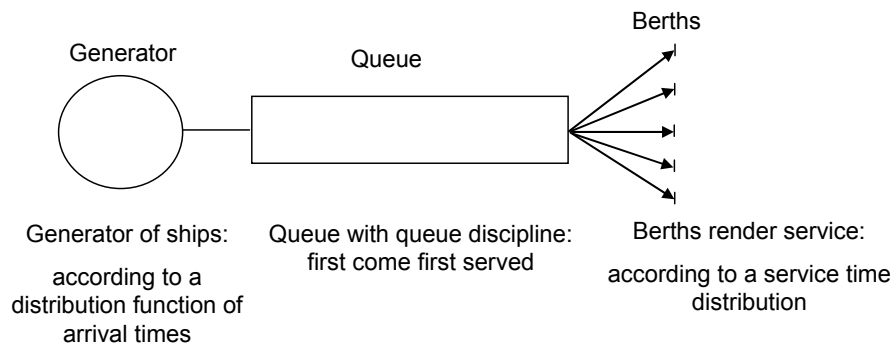 Berths
Generator
Queue
Generator of ships:
according to a
distribution function of
arrival times
Queue with queue discipline:
first come first served
Berths render service:
according to a service time
distribution